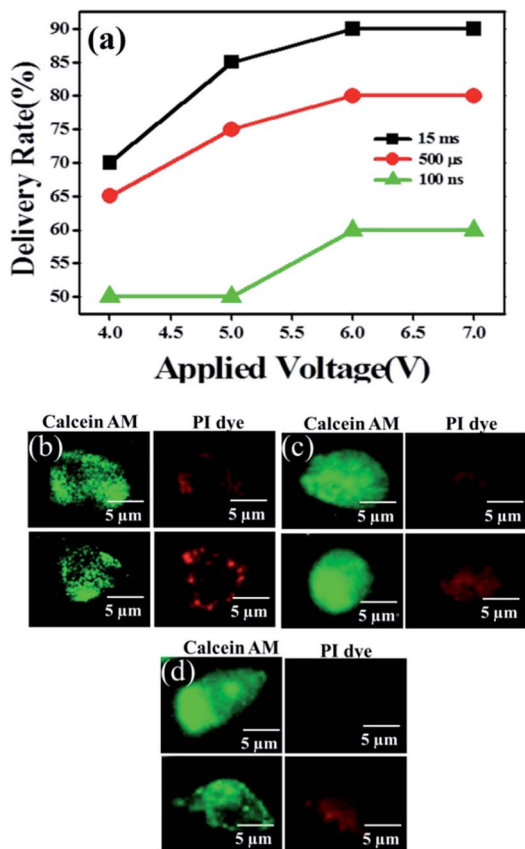 (a)
Delivery Rate(%)
90
85
80
75
70
65
60
55
50
15 ms
500 µs
100 ns
4.0 4.5 5.0 5.5 6.0 6.5 7.0
Applied Voltage(V)
Calcein AM PI dye Calcein AM PI dye
(b) (c)
5 µm 5 µm 5 µm 5 µm
5 µm 5 µm 5 µm 5 µm
Calcein AM PI dye
(d)
5 µm 5 µm
5 µm 5 µm